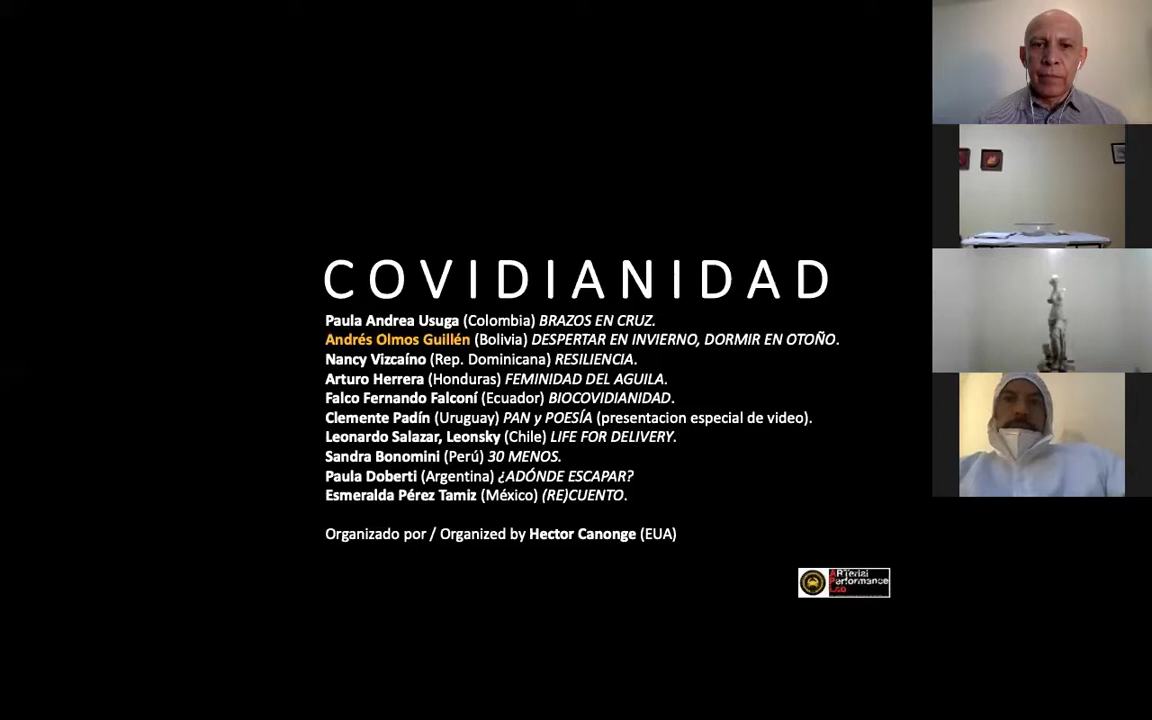 COVIDIANIDAD
Paula Andrea Usuga (Colombia) BRAZOS EN CRUZ.
Andrés Olmos Guillén (Bolivia) DESPERTAR EN INVIERNO, DORMIR EN OTOÑO.
Nancy Vizcaíno (Rep. Dominicana) RESILIENCIA.
Arturo Herrera (Honduras) FEMINIDAD DEL AGUILA.
Falco Fernando Falconí (Ecuador) BIOCOVIDIANIDAD.
Clemente Padín (Uruguay) PAN y POESÍA (presentacion especial de video).
Leonardo Salazar, Leonsky (Chile) LIFE FOR DELIVERY.
Sandra Bonomini (Perú) 30 MENOS.
Paula Doberti (Argentina) ¿ADÓNDE ESCAPAR?
Esmeralda Pérez Tamiz (México) (RE)CUENTO.
Organizado por / Organized by Hector Canonge (EUA)
ARTerial
Performance
Lab